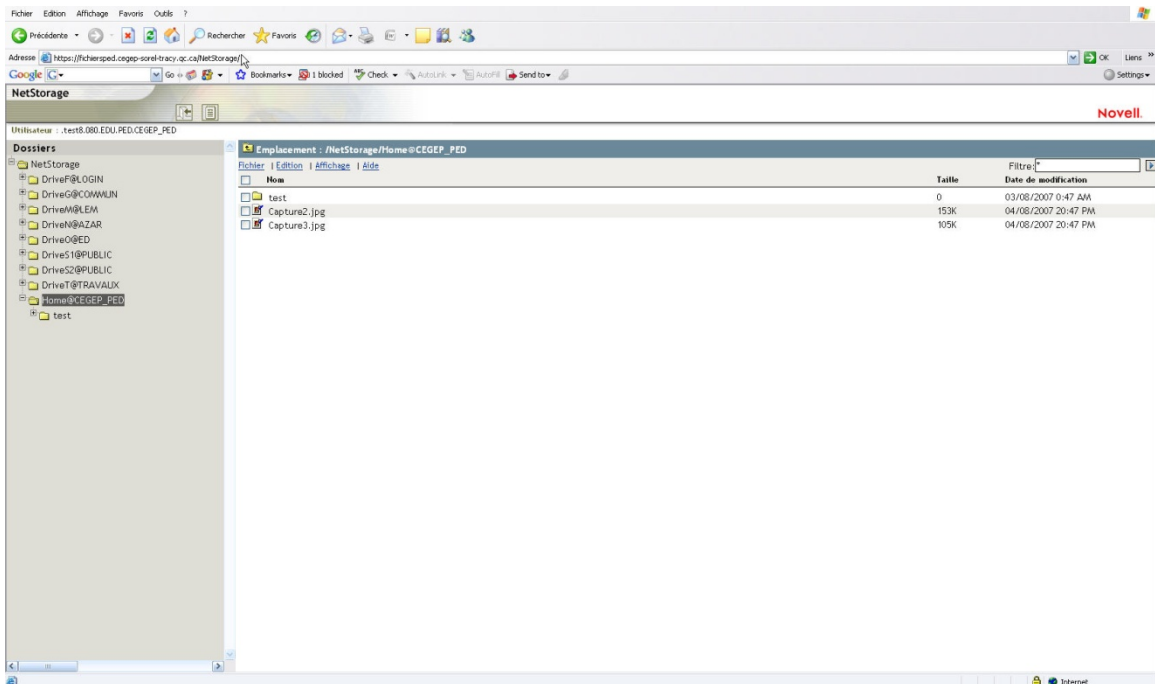 Fichier Edition Affichage Favoris Outils ?
Précédente Rechercher Favoris
Adresse https://fichiersped.cegep-sorel-tracy.qc.ca/NetStorage/ OK Liens »
Google G Go Bookmarks 1 blocked Check AutoLink AutoFill Send to Settings
NetStorage
Novell.
Utilisateur : .test8.080.EDU.PED.CEGEP_PED
Dossiers
NetStorage
DriveF@LOGIN
DriveG@COMMUN
DriveM@LEM
DriveN@AZAR
DriveO@ED
DriveS1@PUBLIC
DriveS2@PUBLIC
DriveT@TRAVAUX
Home@CEGEP_PED
test
Emplacement : /NetStorage/Home@CEGEP_PED
Fichier | Edition | Affichage | Aide Filtre:*
Nom Taille Date de modification
test 0 03/08/2007 0:47 AM
Capture2.jpg 153K 04/08/2007 20:47 PM
Capture3.jpg 105K 04/08/2007 20:47 PM
Internet